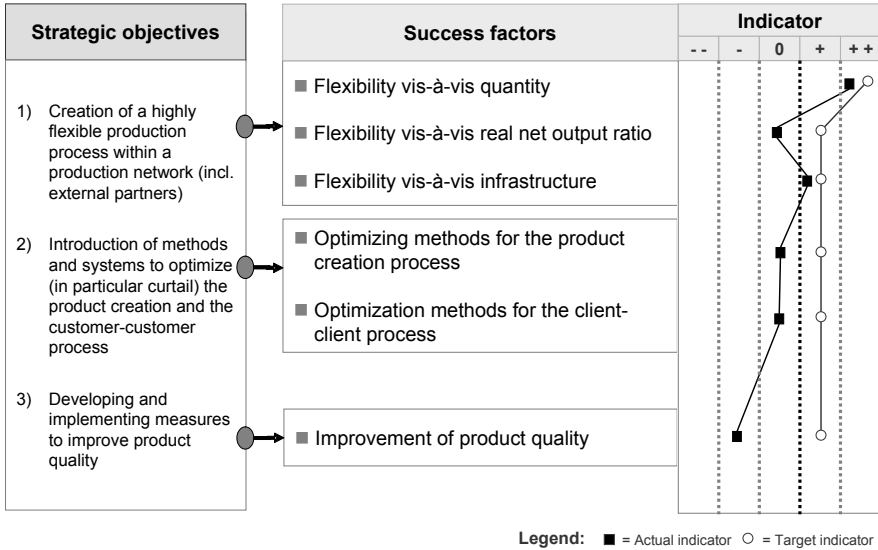 Strategic objectives
Success factors
Indicator
- - - 0 + + +
1) Creation of a highly
flexible production
process within a
production network (incl.
external partners)
■ Flexibility vis-à-vis quantity
■ Flexibility vis-à-vis real net output ratio
■ Flexibility vis-à-vis infrastructure
2) Introduction of methods
and systems to optimize
(in particular curtail) the
product creation and the
customer-customer
process
■ Optimizing methods for the product
creation process
■ Optimization methods for the client-
client process
3) Developing and
implementing measures
to improve product
quality
■ Improvement of product quality
Legend: ■ = Actual indicator ○ = Target indicator